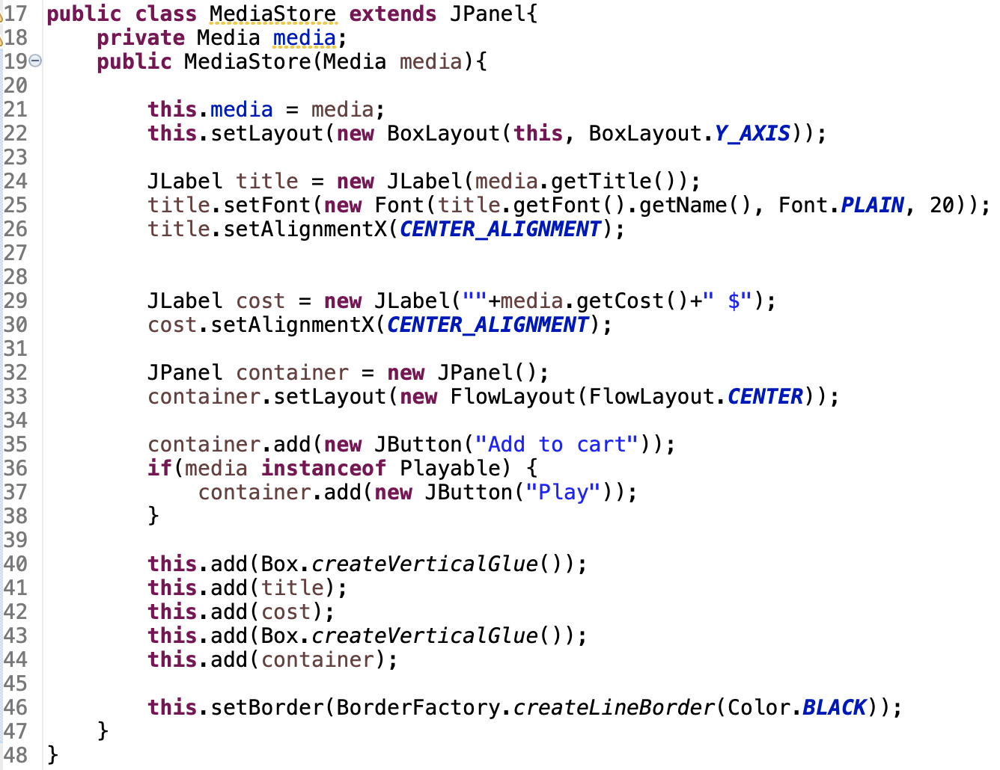 17 public class MediaStore extends JPanel{
18     private Media media;
19     public MediaStore(Media media){
20
21         this.media = media;
22         this.setLayout(new BoxLayout(this, BoxLayout.Y_AXIS));
23
24         JLabel title = new JLabel(media.getTitle());
25         title.setFont(new Font(title.getFont().getName(), Font.PLAIN, 20));
26         title.setAlignmentX(CENTER_ALIGNMENT);
27
28
29         JLabel cost = new JLabel(""+media.getCost()+" $");
30         cost.setAlignmentX(CENTER_ALIGNMENT);
31
32         JPanel container = new JPanel();
33         container.setLayout(new FlowLayout(FlowLayout.CENTER));
34
35         container.add(new JButton("Add to cart"));
36         if(media instanceof Playable) {
37             container.add(new JButton("Play"));
38         }
39
40         this.add(Box.createVerticalGlue());
41         this.add(title);
42         this.add(cost);
43         this.add(Box.createVerticalGlue());
44         this.add(container);
45
46         this.setBorder(BorderFactory.createLineBorder(Color.BLACK));
47     }
48 }